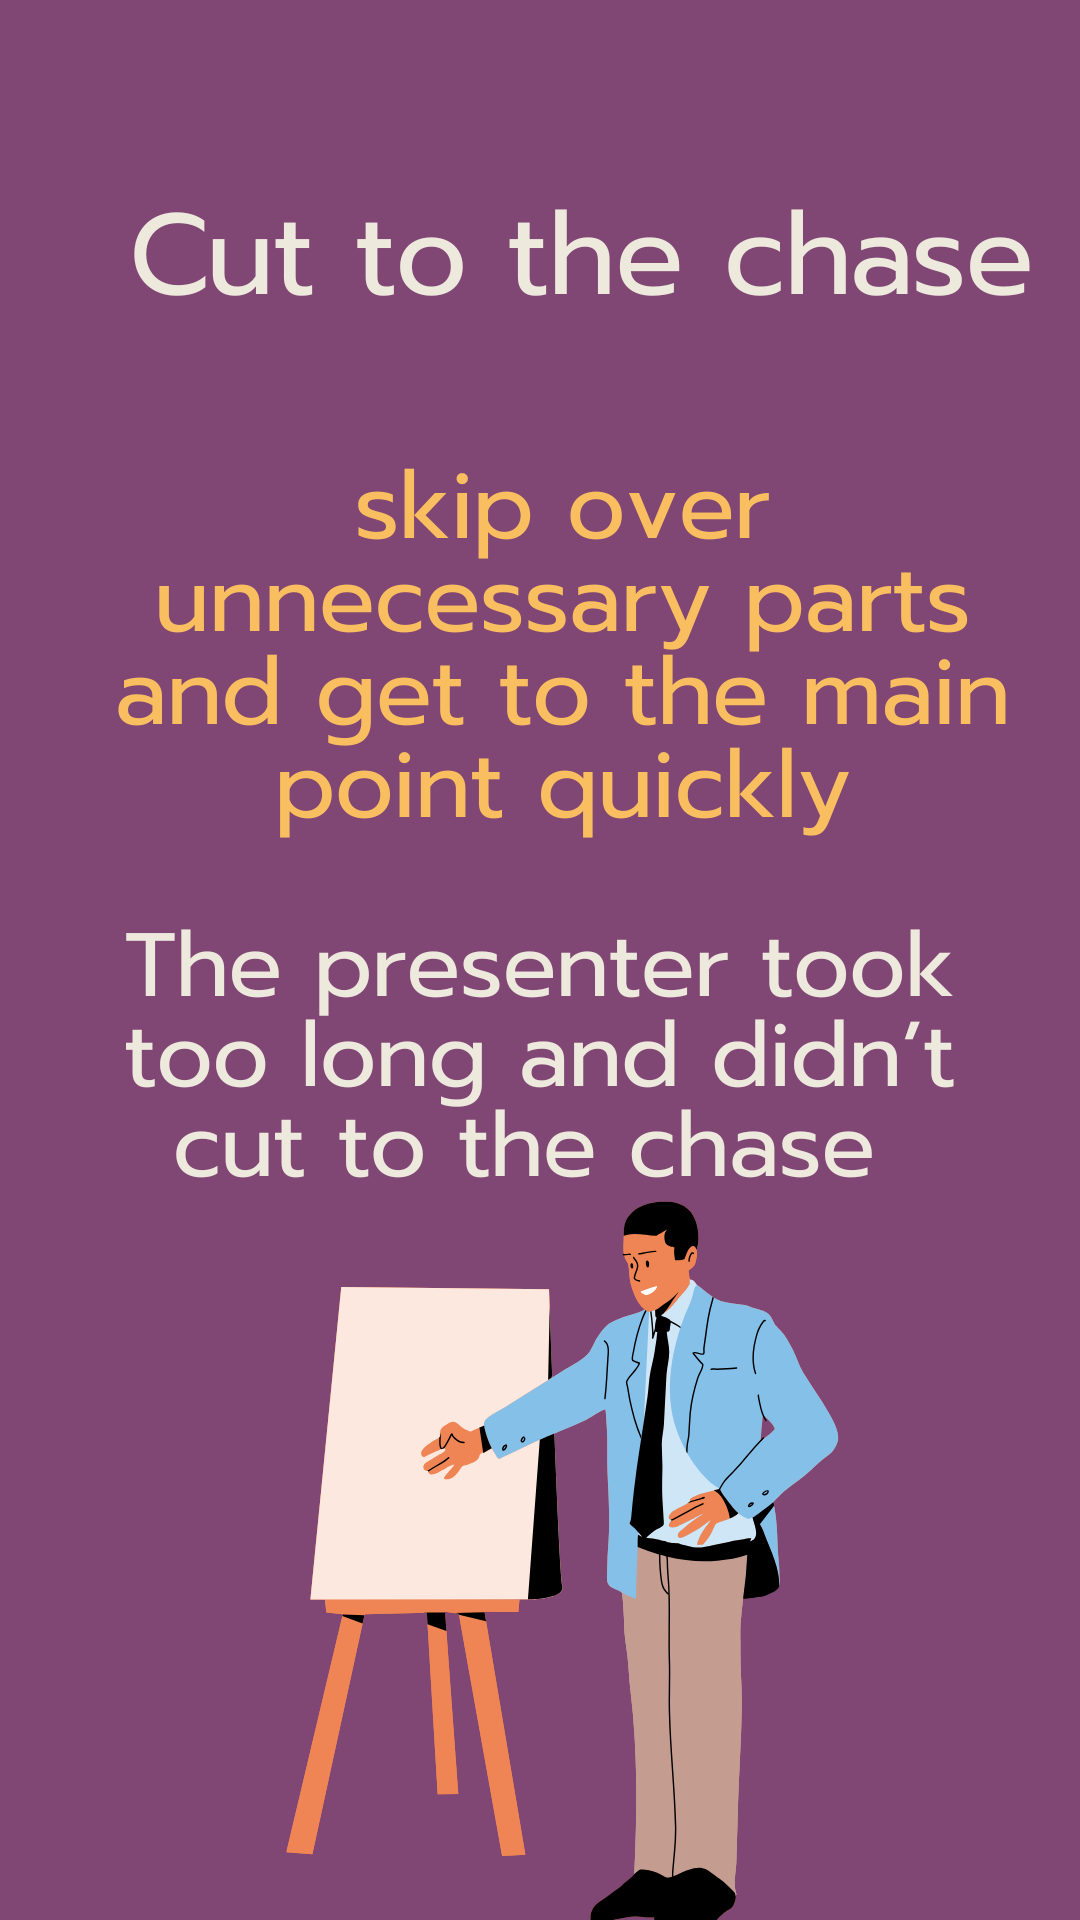 Cut to the chase
skip over
unnecessary parts
and get to the main
point quickly
The presenter took
too long and didn’t
cut to the chase